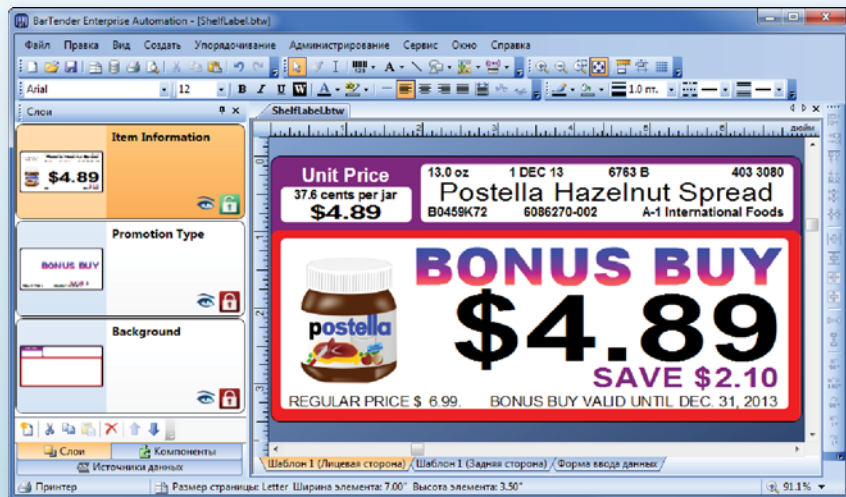 BarTender Enterprise Automation - [ShelfLabel.btw]
Файл Правка Вид Создать Упорядочивание Администрирование Сервис Окно Справка
Arial 12 B I U W A 1.0 пт.
Слои
ShelfLabel.btw
дюйм
Item Information
$4.89
Promotion Type
BONUS BUY
Background
Unit Price
37.6 cents per jar
$4.89
13.0 oz 1 DEC 13 6763 B 403 3080
Postella Hazelnut Spread
B0459K72 6086270-002 A-1 International Foods
BONUS BUY
$4.89
postella
SAVE $2.10
REGULAR PRICE $ 6.99. BONUS BUY VALID UNTIL DEC. 31, 2013
Слои Компоненты
Источники данных
Шаблон 1 (Лицевая сторона) Шаблон 1 (Задняя сторона) Форма ввода данных
Принтер Размер страницы: Letter Ширина элемента: 7.00" Высота элемента: 3.50" 91.1%